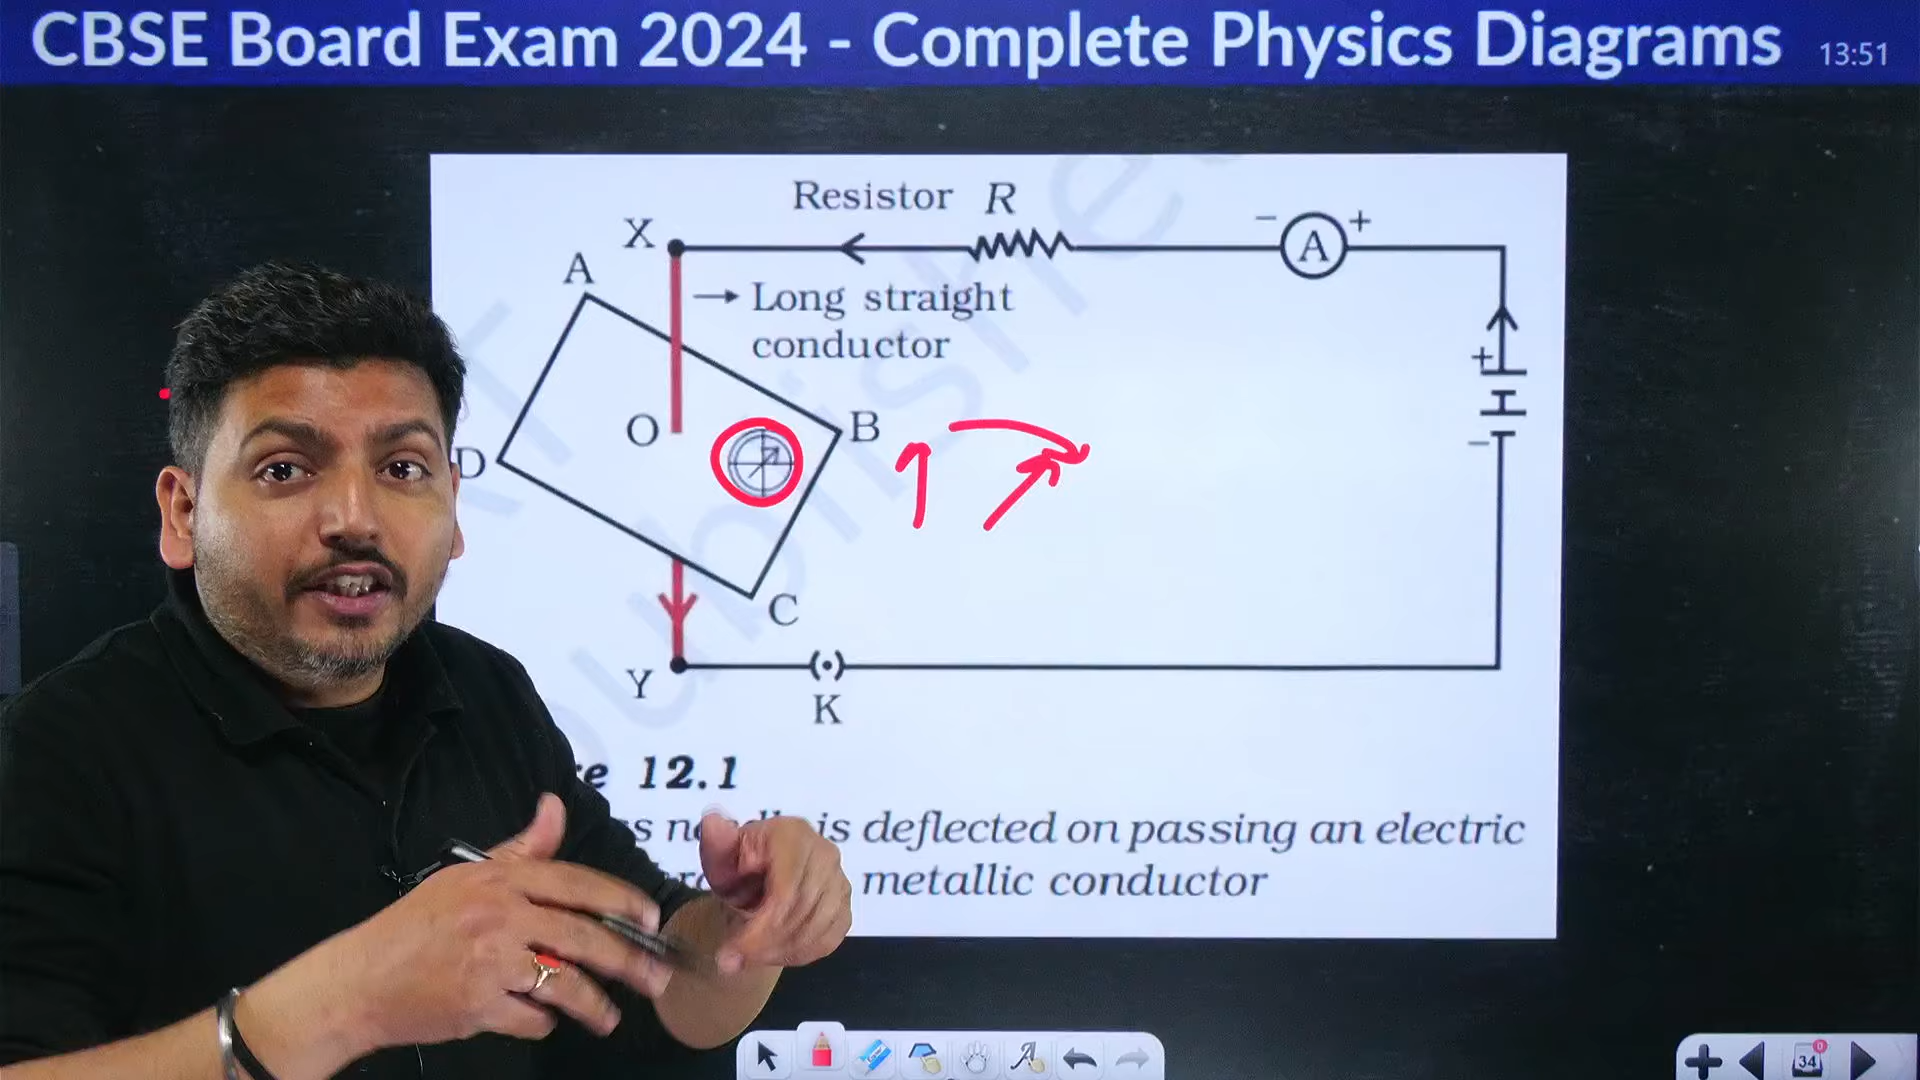 CBSE Board Exam 2024 - Complete Physics Diagrams 13:51
Resistor R
X
- A +
A
→ Long straight
conductor
+
O
B
-
D
C
Y
K
12.1
is deflected on passing an electric
metallic conductor
34
0